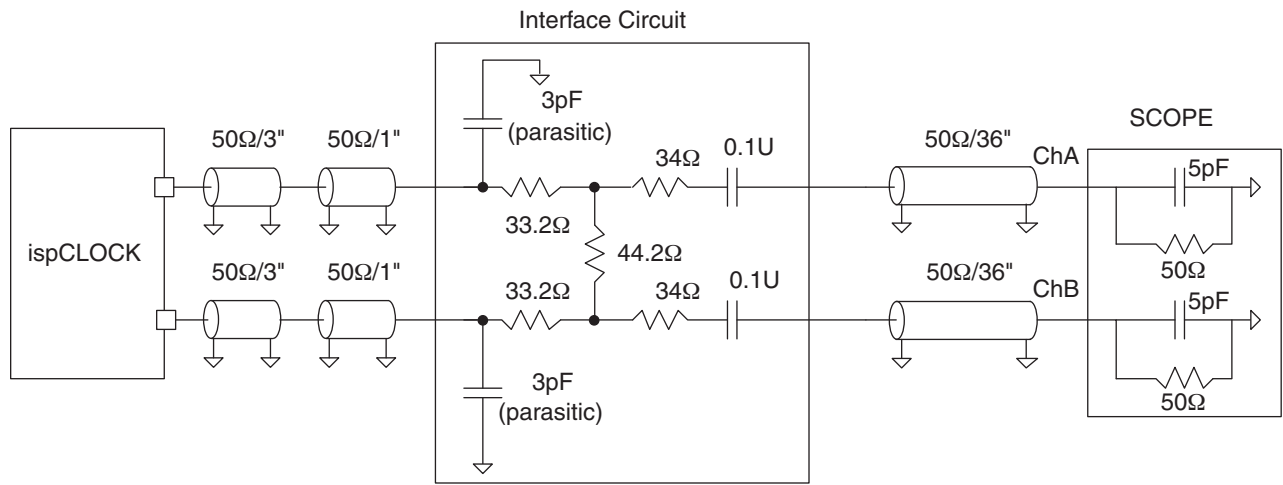 Interface Circuit
3pF
(parasitic)
SCOPE
50Ω/3"
50Ω/1"
34Ω
0.1U
50Ω/36"
ChA
5pF
33.2Ω
50Ω
ispCLOCK
44.2Ω
50Ω/3"
50Ω/1"
33.2Ω
34Ω
0.1U
50Ω/36"
ChB
5pF
3pF
(parasitic)
50Ω